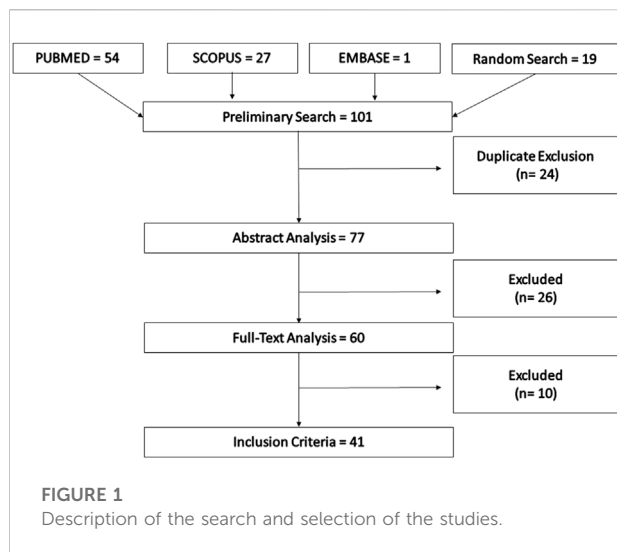 PUBMED = 54
SCOPUS = 27
EMBASE = 1
Random Search = 19
Preliminary Search = 101
Duplicate Exclusion
(n= 24)
Abstract Analysis = 77
Excluded
(n= 26)
Full-Text Analysis = 60
Excluded
(n= 10)
Inclusion Criteria = 41
FIGURE 1
Description of the search and selection of the studies.